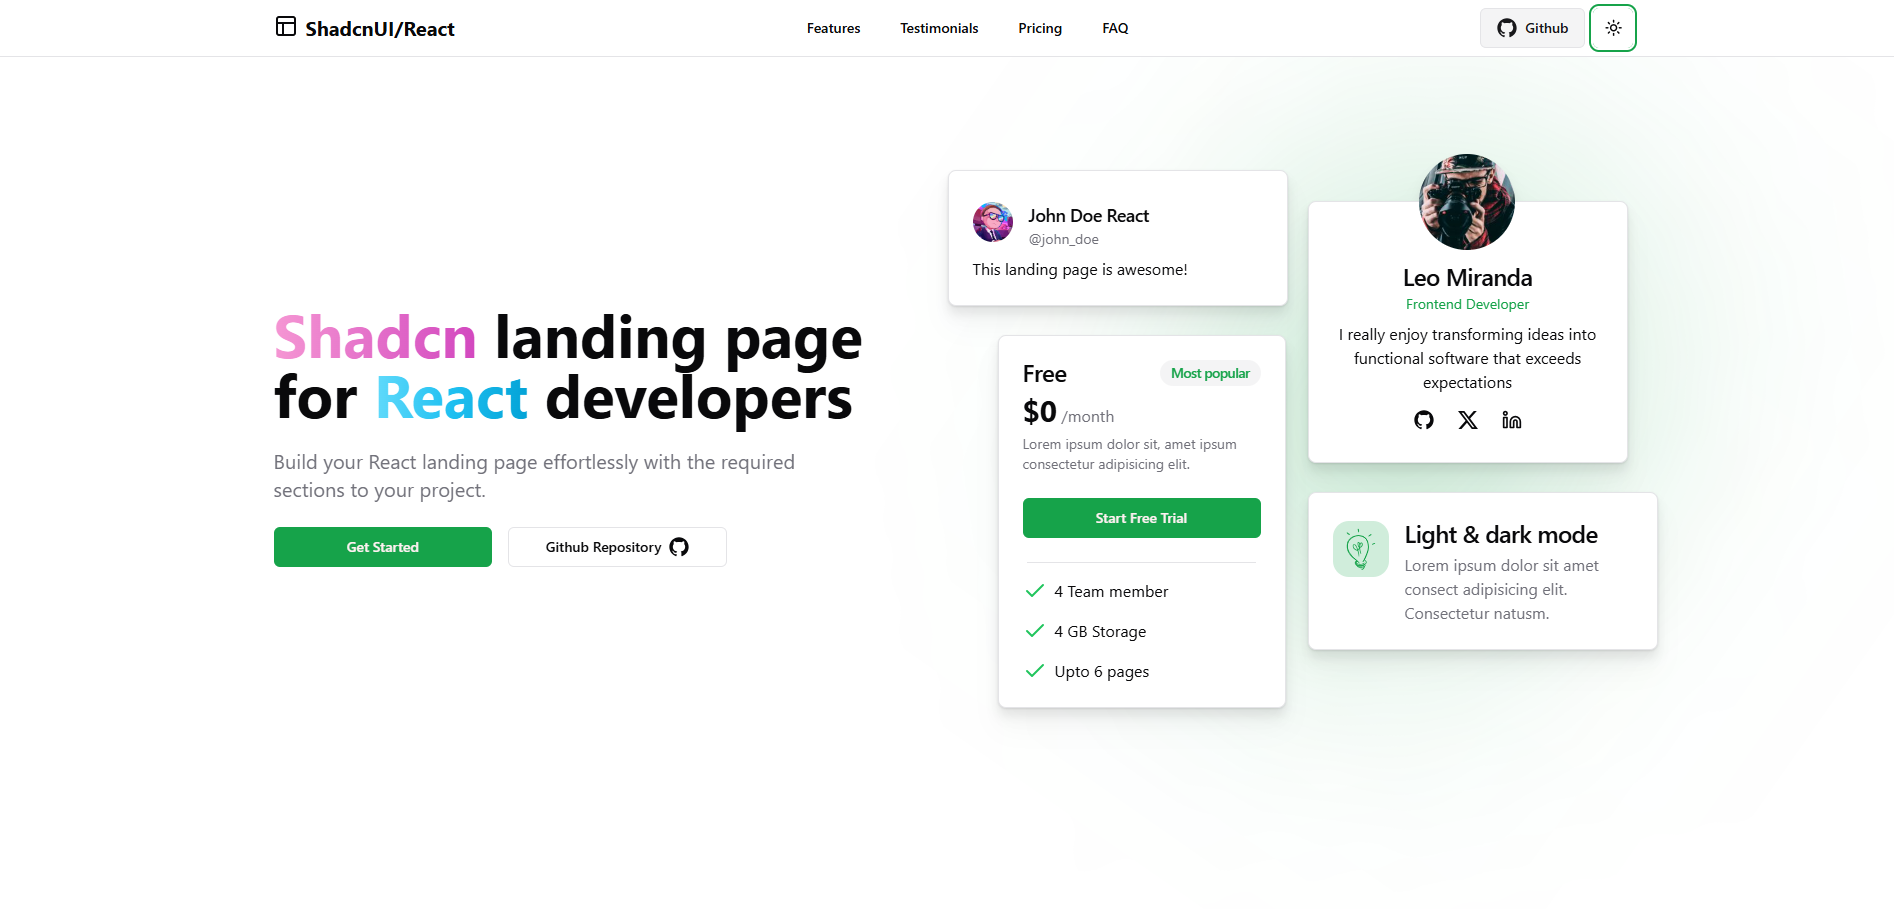 ShadcnUI/React
Features
Testimonials
Pricing
FAQ
Github
Shadcn landing page
for React developers
Build your React landing page effortlessly with the required
sections to your project.
Get Started
Github Repository
John Doe React
@john_doe
This landing page is awesome!
Free
Most popular
$0 /month
Lorem ipsum dolor sit, amet ipsum
consectetur adipisicing elit.
Start Free Trial
4 Team member
4 GB Storage
Upto 6 pages
Leo Miranda
Frontend Developer
I really enjoy transforming ideas into
functional software that exceeds
expectations
Light & dark mode
Lorem ipsum dolor sit amet
consect adipisicing elit.
Consectetur natusm.